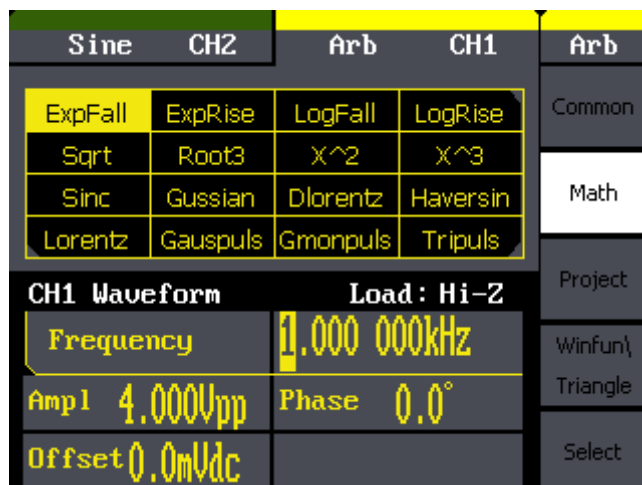 Sine CH2 Arb CH1 Arb
ExpFall ExpRise LogFall LogRise
Sqrt Root3 X^2 X^3
Sinc Gussian Dlorentz Haversin
Lorentz Gauspuls Gmonpuls Tripuls
CH1 Waveform Load: Hi-Z
Frequency 1.000 000kHz
Ampl 4.000Vpp Phase 0.0°
Offset 0.0mVdc
Common
Math
Project
Winfun\
Triangle
Select